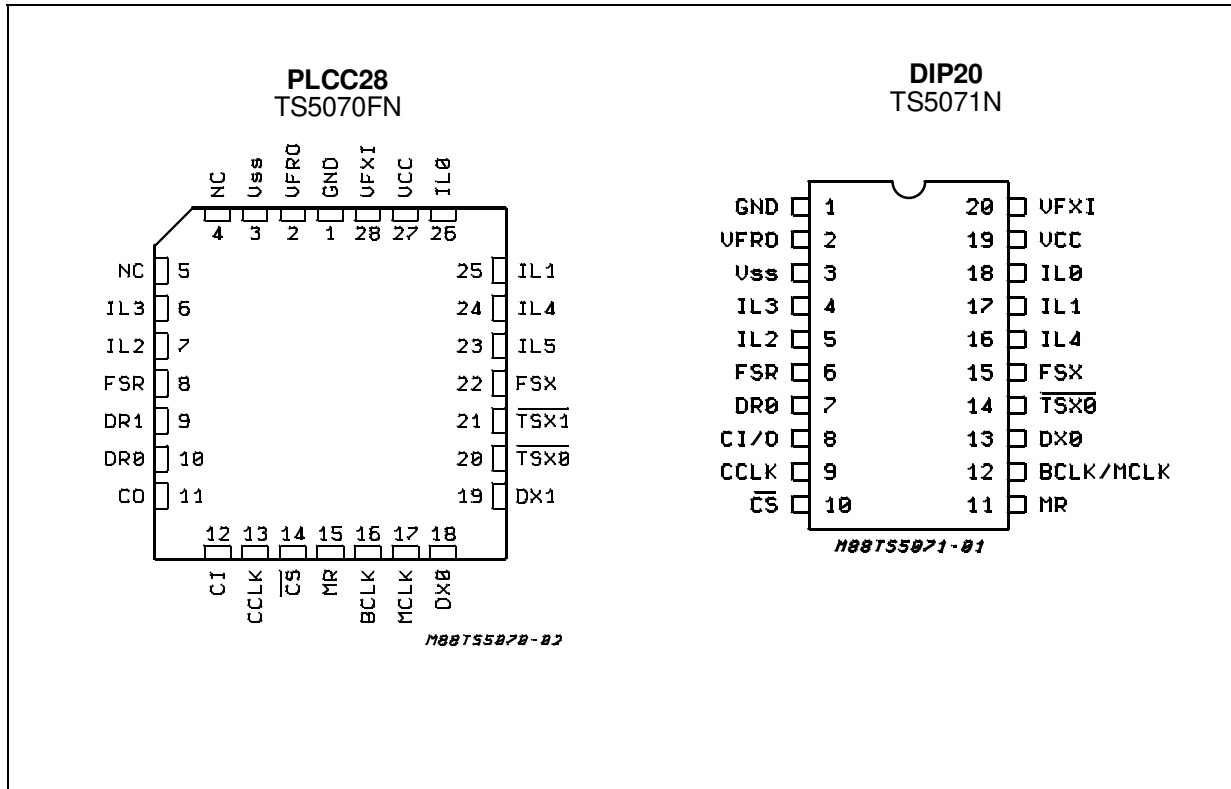 PLCC28
TS5070FN
NC Vss VFRO GND VFXI VCC IL0
4 3 2 1 28 27 26
NC 5 25 IL1
IL3 6 24 IL4
IL2 7 23 IL5
FSR 8 22 FSX
DR1 9 21 TSX1
DR0 10 20 TSX0
CO 11 19 DX1
12 13 14 15 16 17 18
CI CCLK CS MR BCLK MCLK DX0
M88TS5070-02
DIP20
TS5071N
GND 1 20 VFXI
VFRO 2 19 VCC
Vss 3 18 IL0
IL3 4 17 IL1
IL2 5 16 IL4
FSR 6 15 FSX
DR0 7 14 TSX0
CI/O 8 13 DX0
CCLK 9 12 BCLK/MCLK
CS 10 11 MR
M88TS5071-01